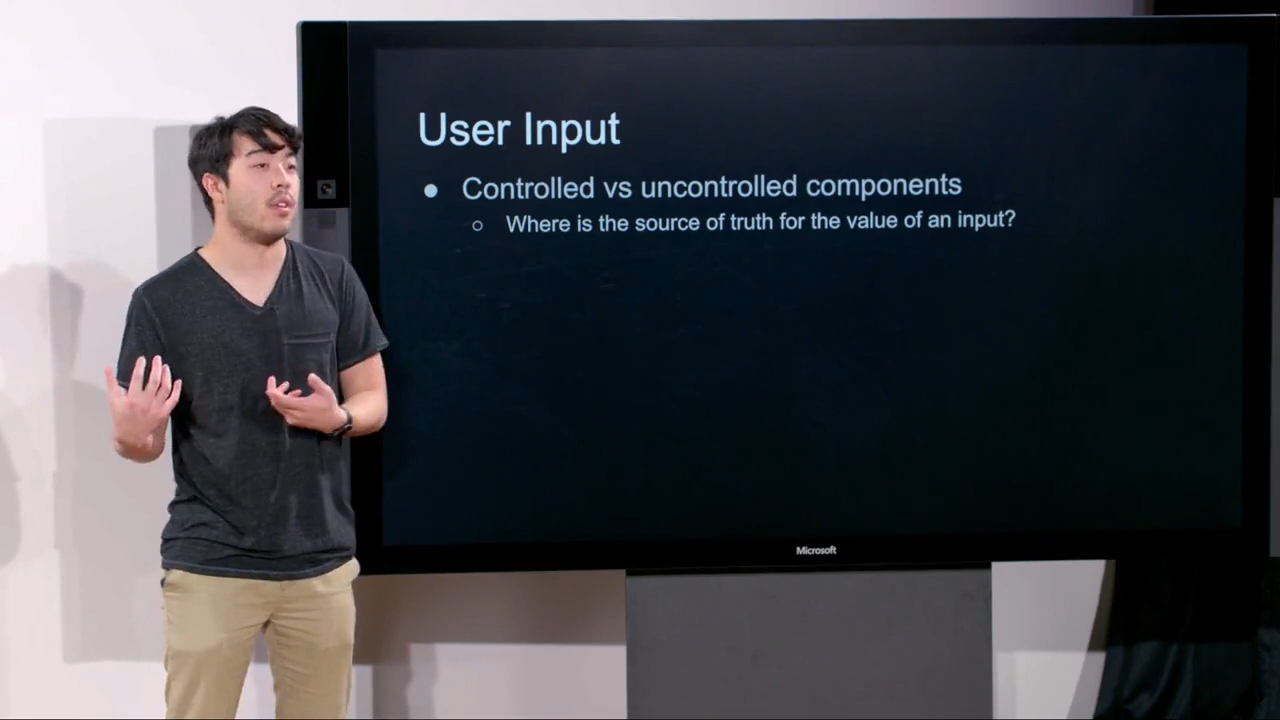 User Input
● Controlled vs uncontrolled components
○ Where is the source of truth for the value of an input?
Microsoft